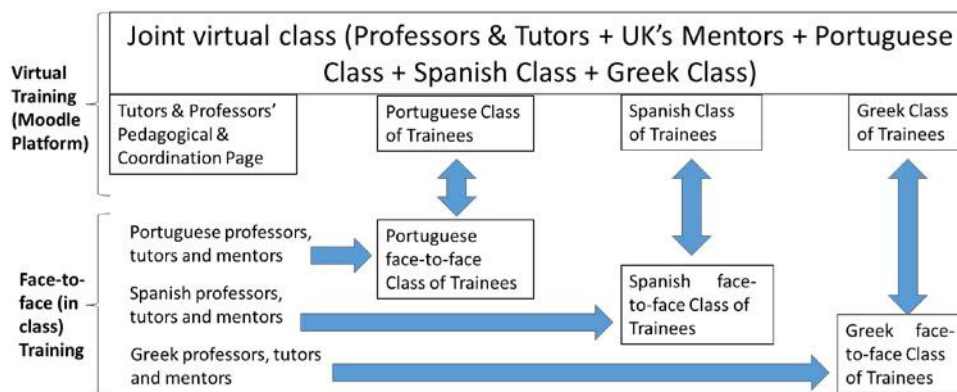 Joint virtual class (Professors & Tutors + UK's Mentors + Portuguese
Class + Spanish Class + Greek Class)
Virtual
Training
(Moodle
Platform)
Tutors & Professors'
Pedagogical &
Coordination Page
Portuguese Class
of Trainees
Spanish Class
of Trainees
Greek Class
of Trainees
Face-to-
face (in
class)
Training
Portuguese professors,
tutors and mentors
Portuguese
face-to-face
Class of Trainees
Spanish professors,
tutors and mentors
Spanish face-
to-face Class of
Trainees
Greek professors, tutors
and mentors
Greek face-
to-face Class
of Trainees